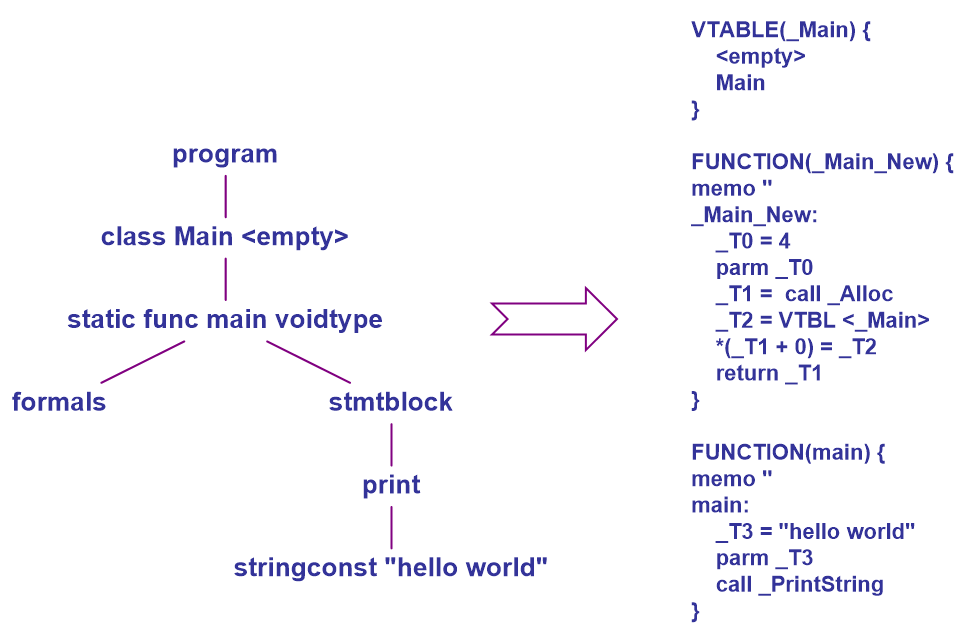 program
class Main <empty>
static func main voidtype
formals
stmtblock
print
stringconst "hello world"
VTABLE(_Main) {
<empty>
Main
}
FUNCTION(_Main_New) {
memo ''
_Main_New:
_T0 = 4
parm _T0
_T1 =  call _Alloc
_T2 = VTBL <_Main>
*(_T1 + 0) = _T2
return _T1
}
FUNCTION(main) {
memo ''
main:
_T3 = "hello world"
parm _T3
call _PrintString
}